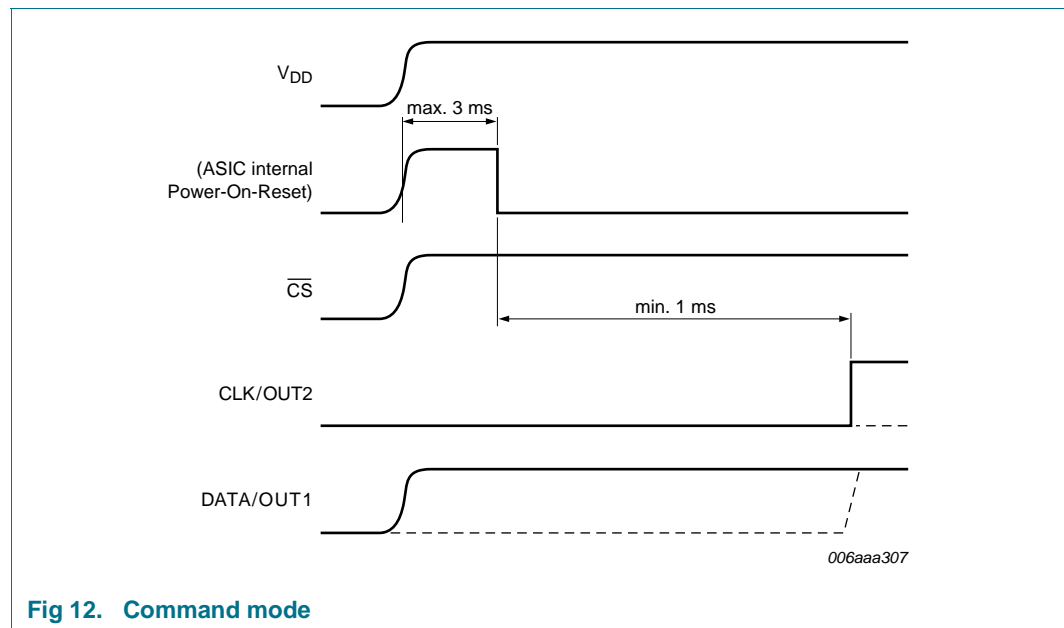 VDD
max. 3 ms
(ASIC internal
Power-On-Reset)
CS
min. 1 ms
CLK/OUT2
DATA/OUT1
006aaa307
Fig 12. Command mode